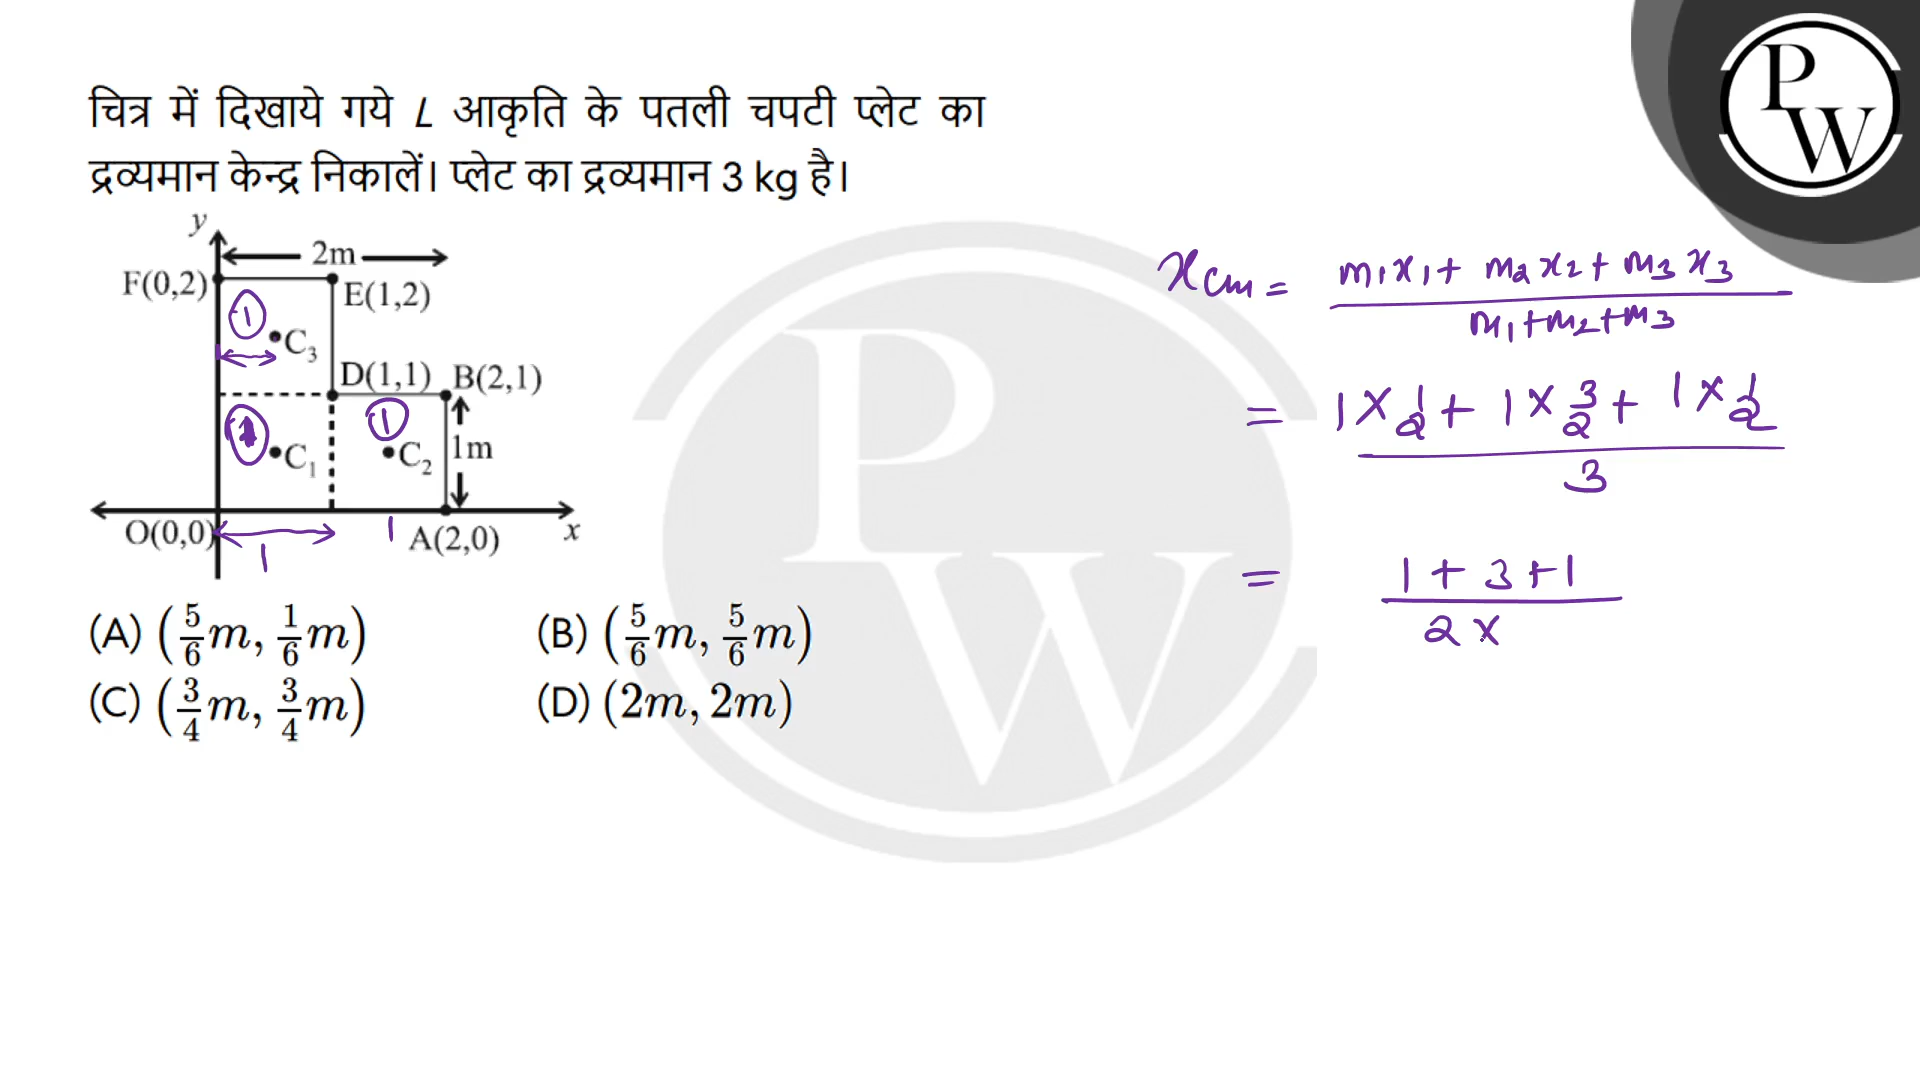 चित्र में दिखाये गये L आकृति के पतली चपटी प्लेट का
द्रव्यमान केन्द्र निकालें। प्लेट का द्रव्यमान 3 kg है।
y
2m
F(0,2)
E(1,2)
1
C₃
D(1,1) B(2,1)
1
1
C₁
C₂
1m
O(0,0)
1
1
A(2,0)
x
(A) (5/6 m, 1/6 m) (B) (5/6 m, 5/6 m)
(C) (3/4 m, 3/4 m) (D) (2m, 2m)
x cm = (m₁x₁ + m₂x₂ + m₃x₃) / (m₁+m₂+m₃)
= (1 × 1/2 + 1 × 3/2 + 1 × 1/2) / 3
= (1 + 3 + 1) / (2 ×
P
W
P
W